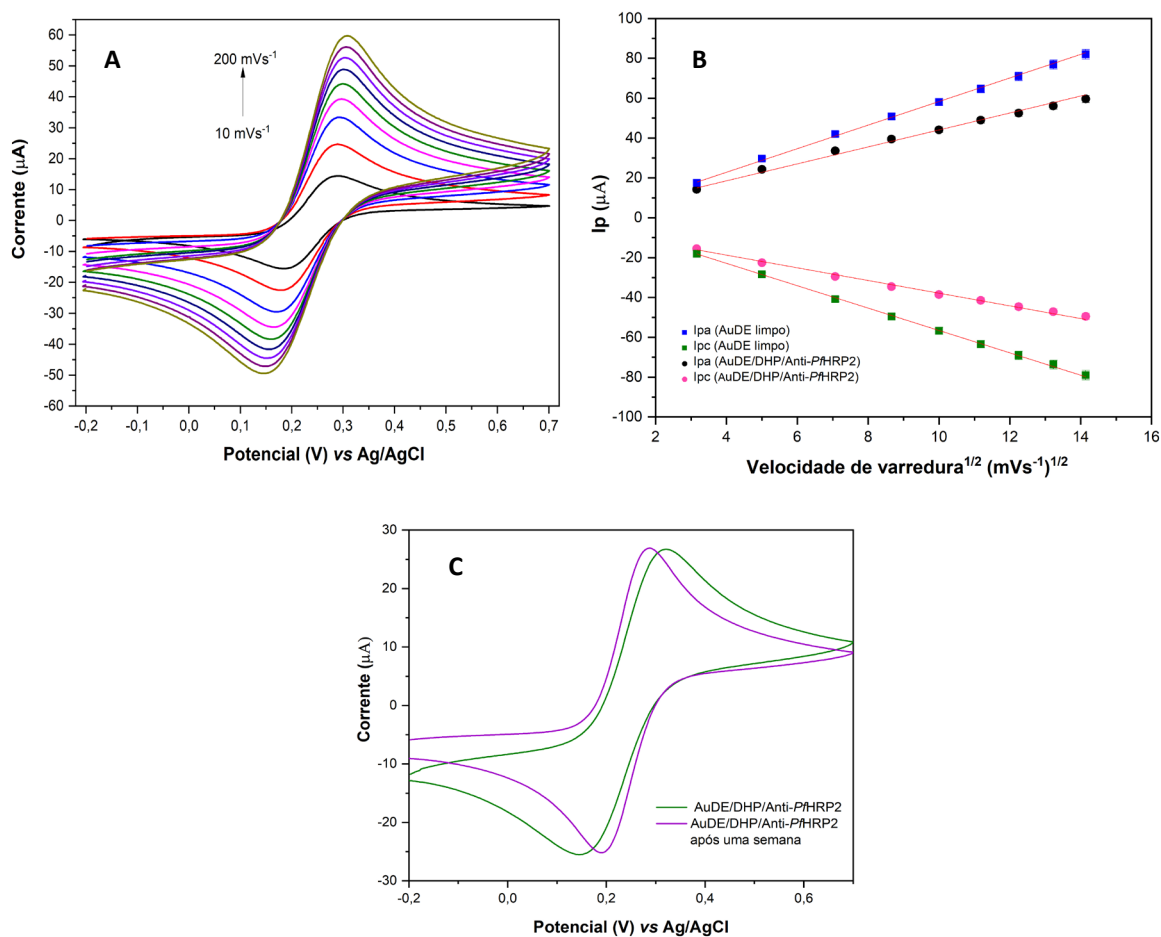 A
200 mVs⁻¹
10 mVs⁻¹
60
50
40
30
20
10
0
-10
-20
-30
-40
-50
-60
Corrente (µA)
-0,2 -0,1 0,0 0,1 0,2 0,3 0,4 0,5 0,6 0,7
Potencial (V) vs Ag/AgCl
B
100
80
60
40
20
0
-20
-40
-60
-80
-100
Ip (µA)
Ipa (AuDE limpo)
Ipc (AuDE limpo)
Ipa (AuDE/DHP/Anti-PfHRP2)
Ipc (AuDE/DHP/Anti-PfHRP2)
2 4 6 8 10 12 14 16
Velocidade de varredura^1/2 (mVs⁻¹)^1/2
C
30
20
10
0
-10
-20
-30
Corrente (µA)
AuDE/DHP/Anti-PfHRP2
AuDE/DHP/Anti-PfHRP2
após uma semana
-0,2 0,0 0,2 0,4 0,6
Potencial (V) vs Ag/AgCl